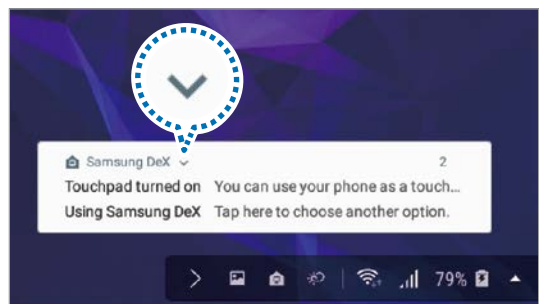 Samsung DeX 2
Touchpad turned on You can use your phone as a touch...
Using Samsung DeX Tap here to choose another option.
79%